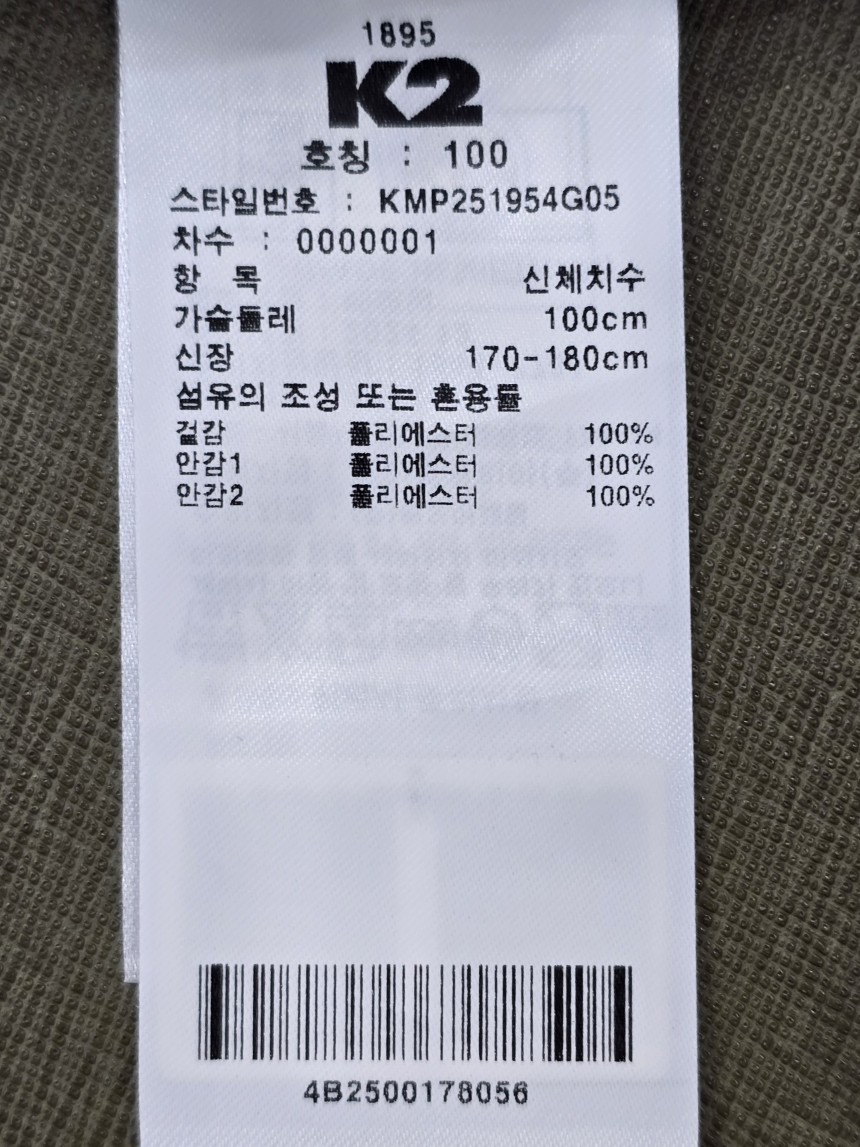 1895
K2
호칭 : 100
스타일번호 : KMP251954G05
차수 : 0000001
항 목 신체치수
가슴둘레 100cm
신장 170-180cm
섬유의 조성 또는 혼용률
겉감 폴리에스터 100%
안감1 폴리에스터 100%
안감2 폴리에스터 100%
4B2500178056